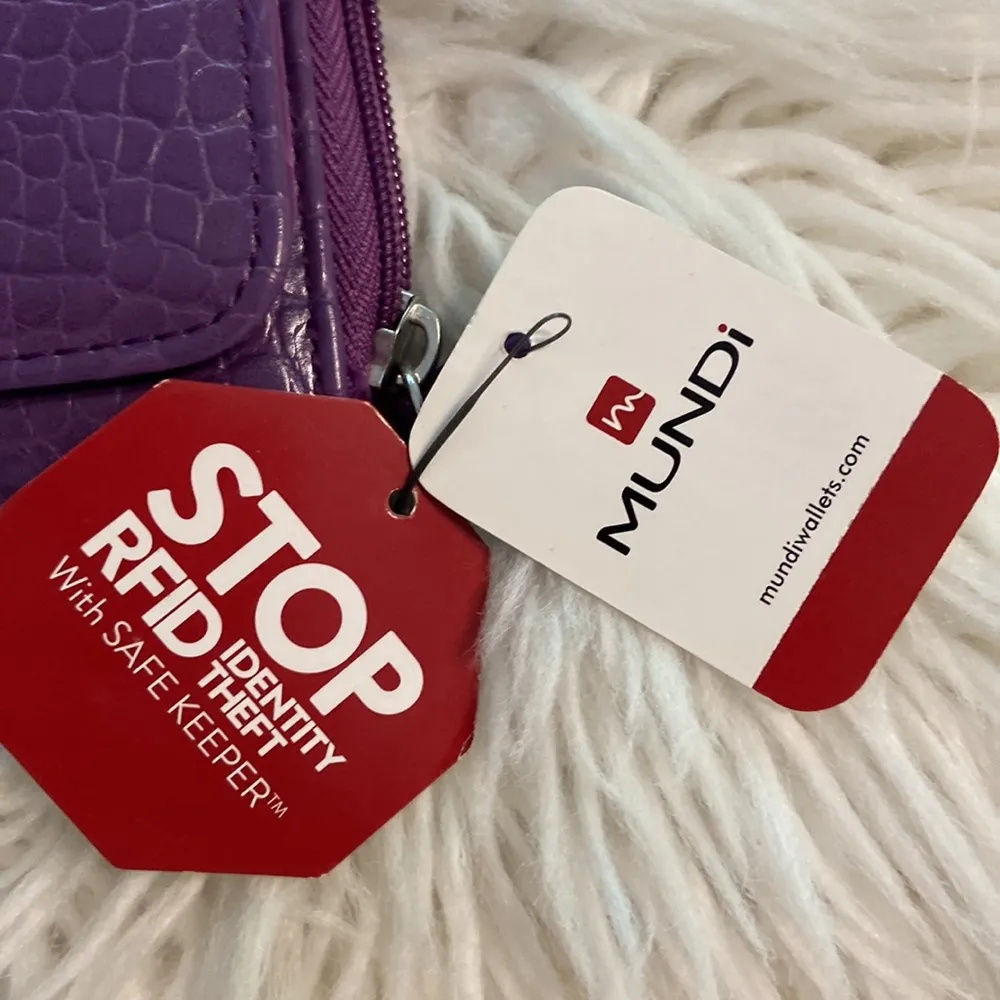 STOP
RFID IDENTITY THEFT
With SAFE KEEPER™
m
MUNDi
mundiwallets.com